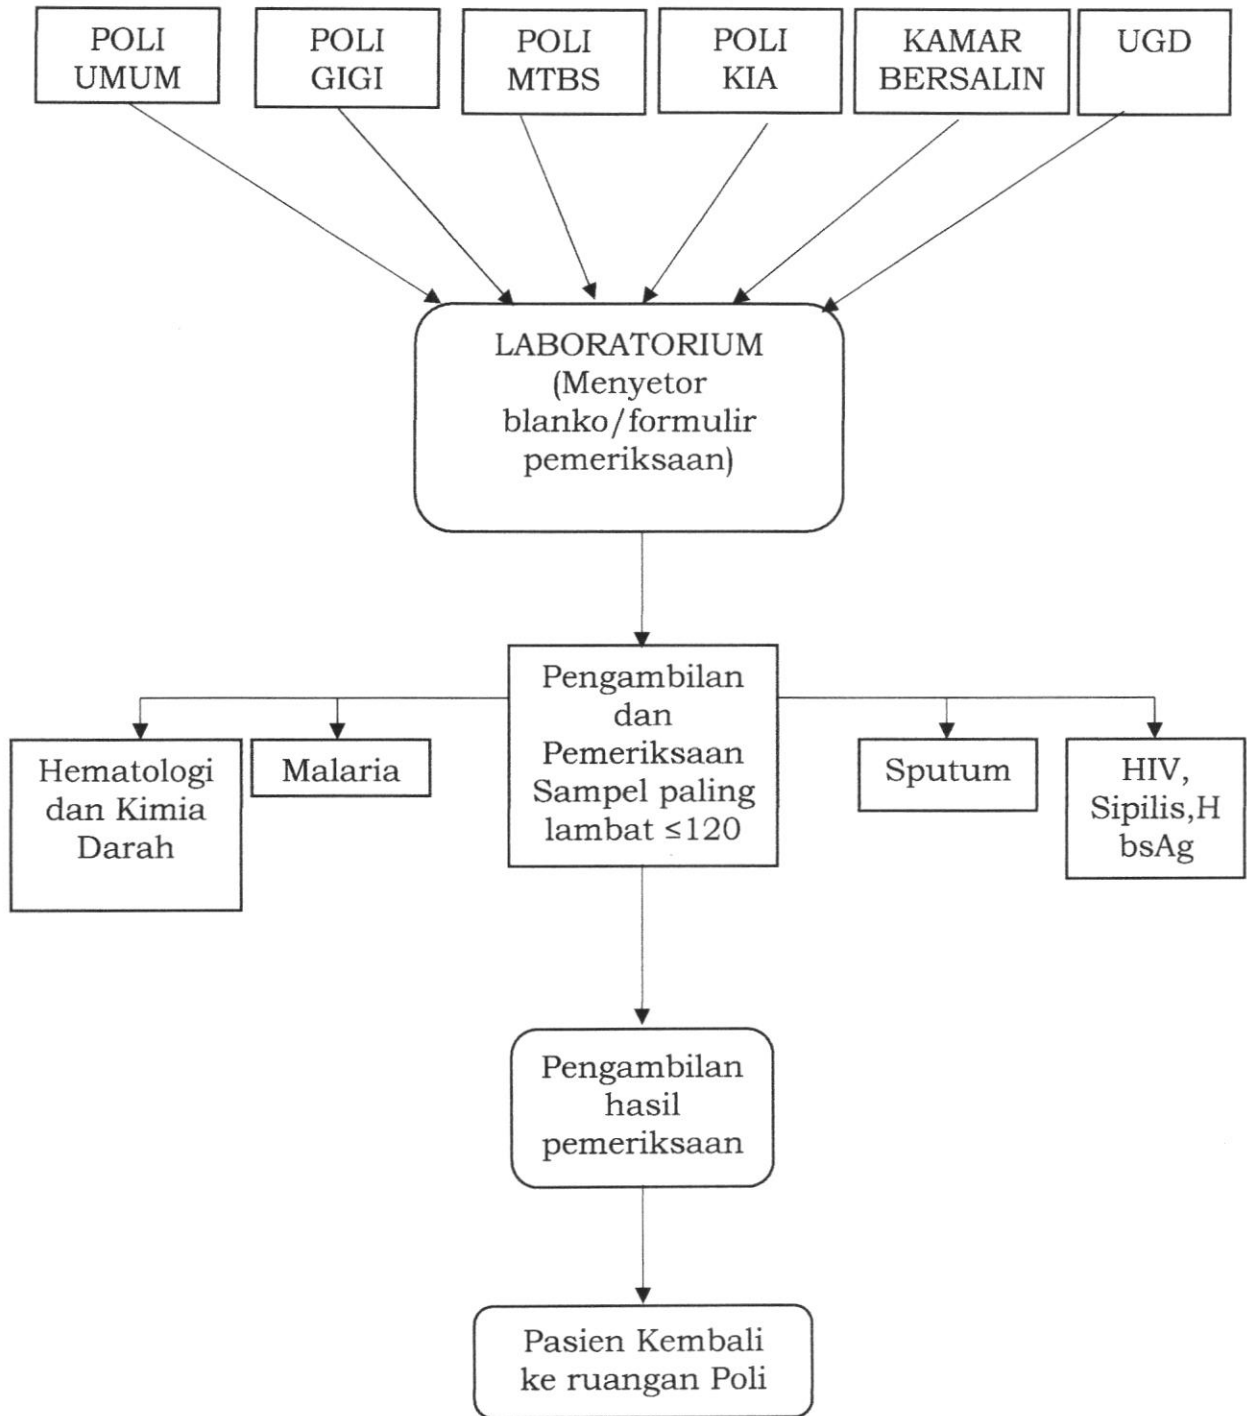 POLI
UMUM
POLI
GIGI
POLI
MTBS
POLI
KIA
KAMAR
BERSALIN
UGD
LABORATORIUM
(Menyetor
blanko/formulir
pemeriksaan)
Pengambilan
dan
Pemeriksaan
Sampel paling
lambat ≤120
Hematologi
dan Kimia
Darah
Malaria
Sputum
HIV,
Sipilis,H
bsAg
Pengambilan
hasil
pemeriksaan
Pasien Kembali
ke ruangan Poli